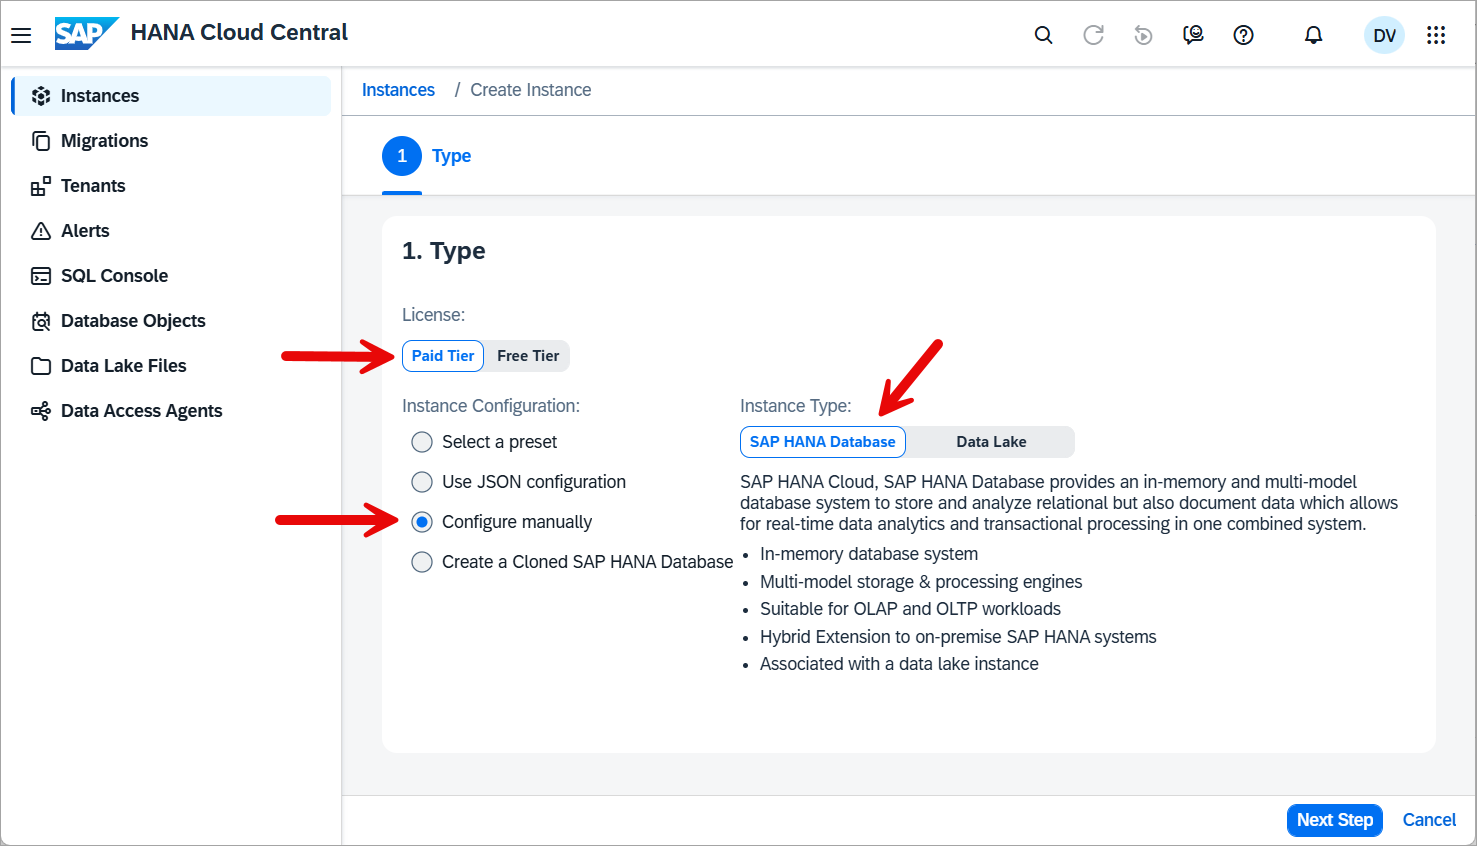 SAP HANA Cloud Central
DV
Instances
Migrations
Tenants
Alerts
SQL Console
Database Objects
Data Lake Files
Data Access Agents
Instances / Create Instance
1 Type
1. Type
License:
Paid Tier Free Tier
Instance Configuration:
Select a preset
Use JSON configuration
Configure manually
Create a Cloned SAP HANA Database
Instance Type:
SAP HANA Database Data Lake
SAP HANA Cloud, SAP HANA Database provides an in-memory and multi-model
database system to store and analyze relational but also document data which allows
for real-time data analytics and transactional processing in one combined system.
• In-memory database system
• Multi-model storage & processing engines
• Suitable for OLAP and OLTP workloads
• Hybrid Extension to on-premise SAP HANA systems
• Associated with a data lake instance
Next Step Cancel